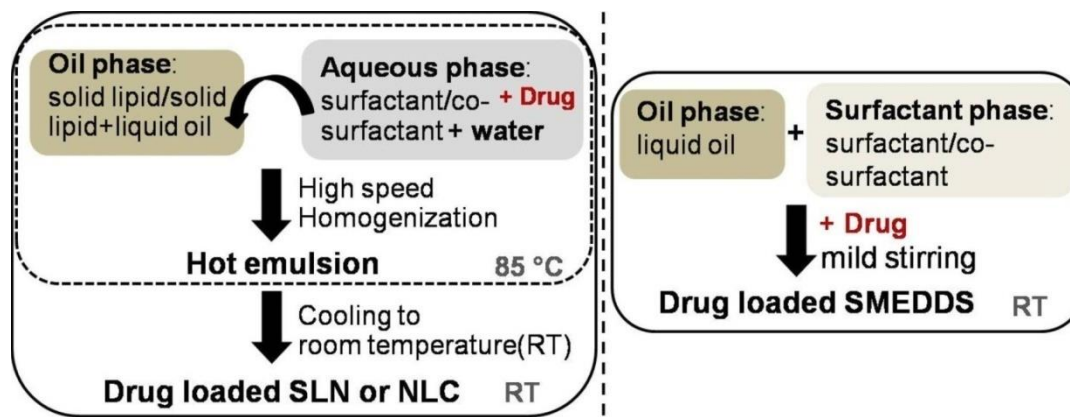 Oil phase:
solid lipid/solid
lipid+liquid oil
Aqueous phase:
surfactant/co- + Drug
surfactant + water
High speed
Homogenization
Hot emulsion 85 °C
Cooling to
room temperature(RT)
Drug loaded SLN or NLC RT
Oil phase:
liquid oil
+
Surfactant phase:
surfactant/co-
surfactant
+ Drug
mild stirring
Drug loaded SMEDDS RT